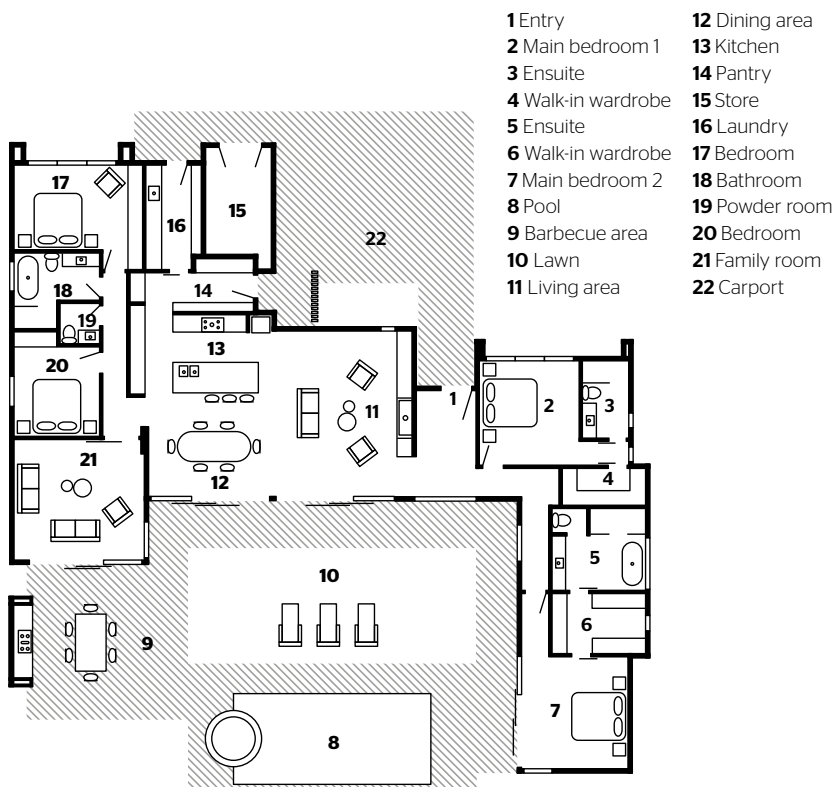 1 Entry
2 Main bedroom 1
3 Ensuite
4 Walk-in wardrobe
5 Ensuite
6 Walk-in wardrobe
7 Main bedroom 2
8 Pool
9 Barbecue area
10 Lawn
11 Living area
12 Dining area
13 Kitchen
14 Pantry
15 Store
16 Laundry
17 Bedroom
18 Bathroom
19 Powder room
20 Bedroom
21 Family room
22 Carport
17
16
15
22
18
14
19
13
20
11
1
2
3
21
12
4
5
10
6
9
7
8